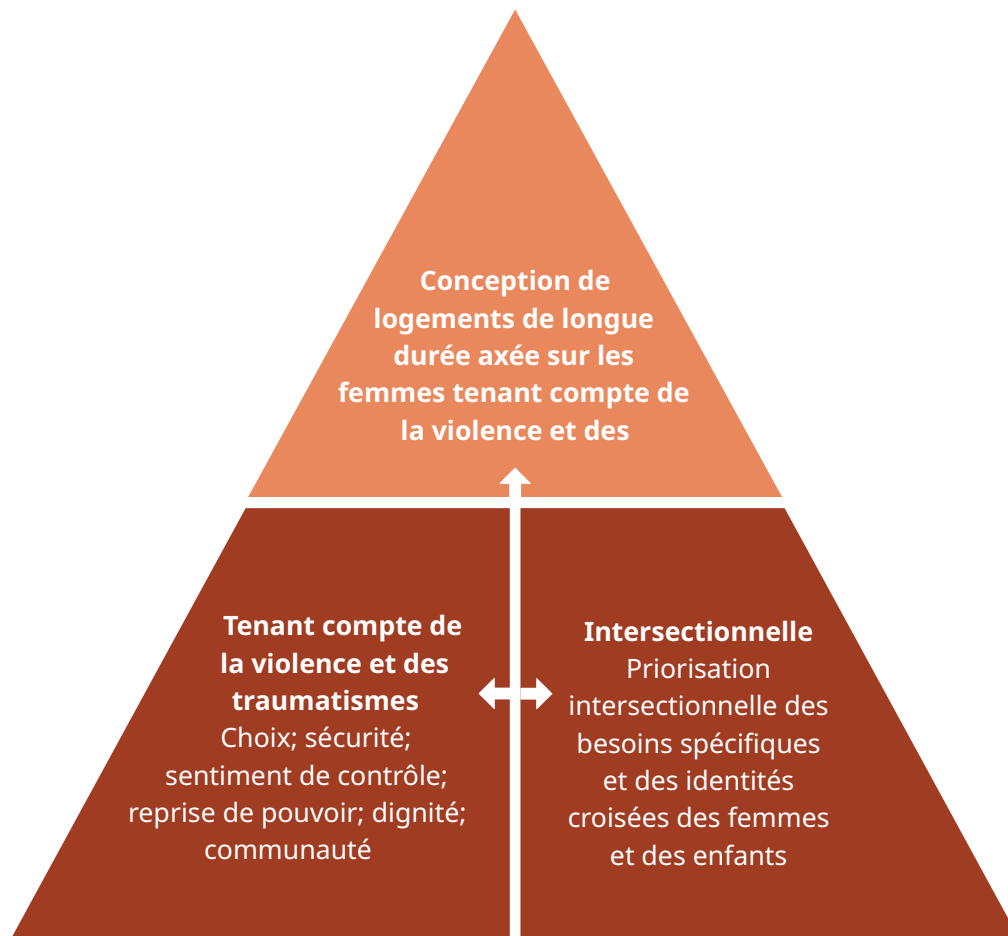 Conception de
logements de longue
durée axée sur les
femmes tenant compte de
la violence et des
Tenant compte de
la violence et des
traumatismes
Choix; sécurité;
sentiment de contrôle;
reprise de pouvoir; dignité;
communauté
Intersectionnelle
Priorisation
intersectionnelle des
besoins spécifiques
et des identités
croisées des femmes
et des enfants